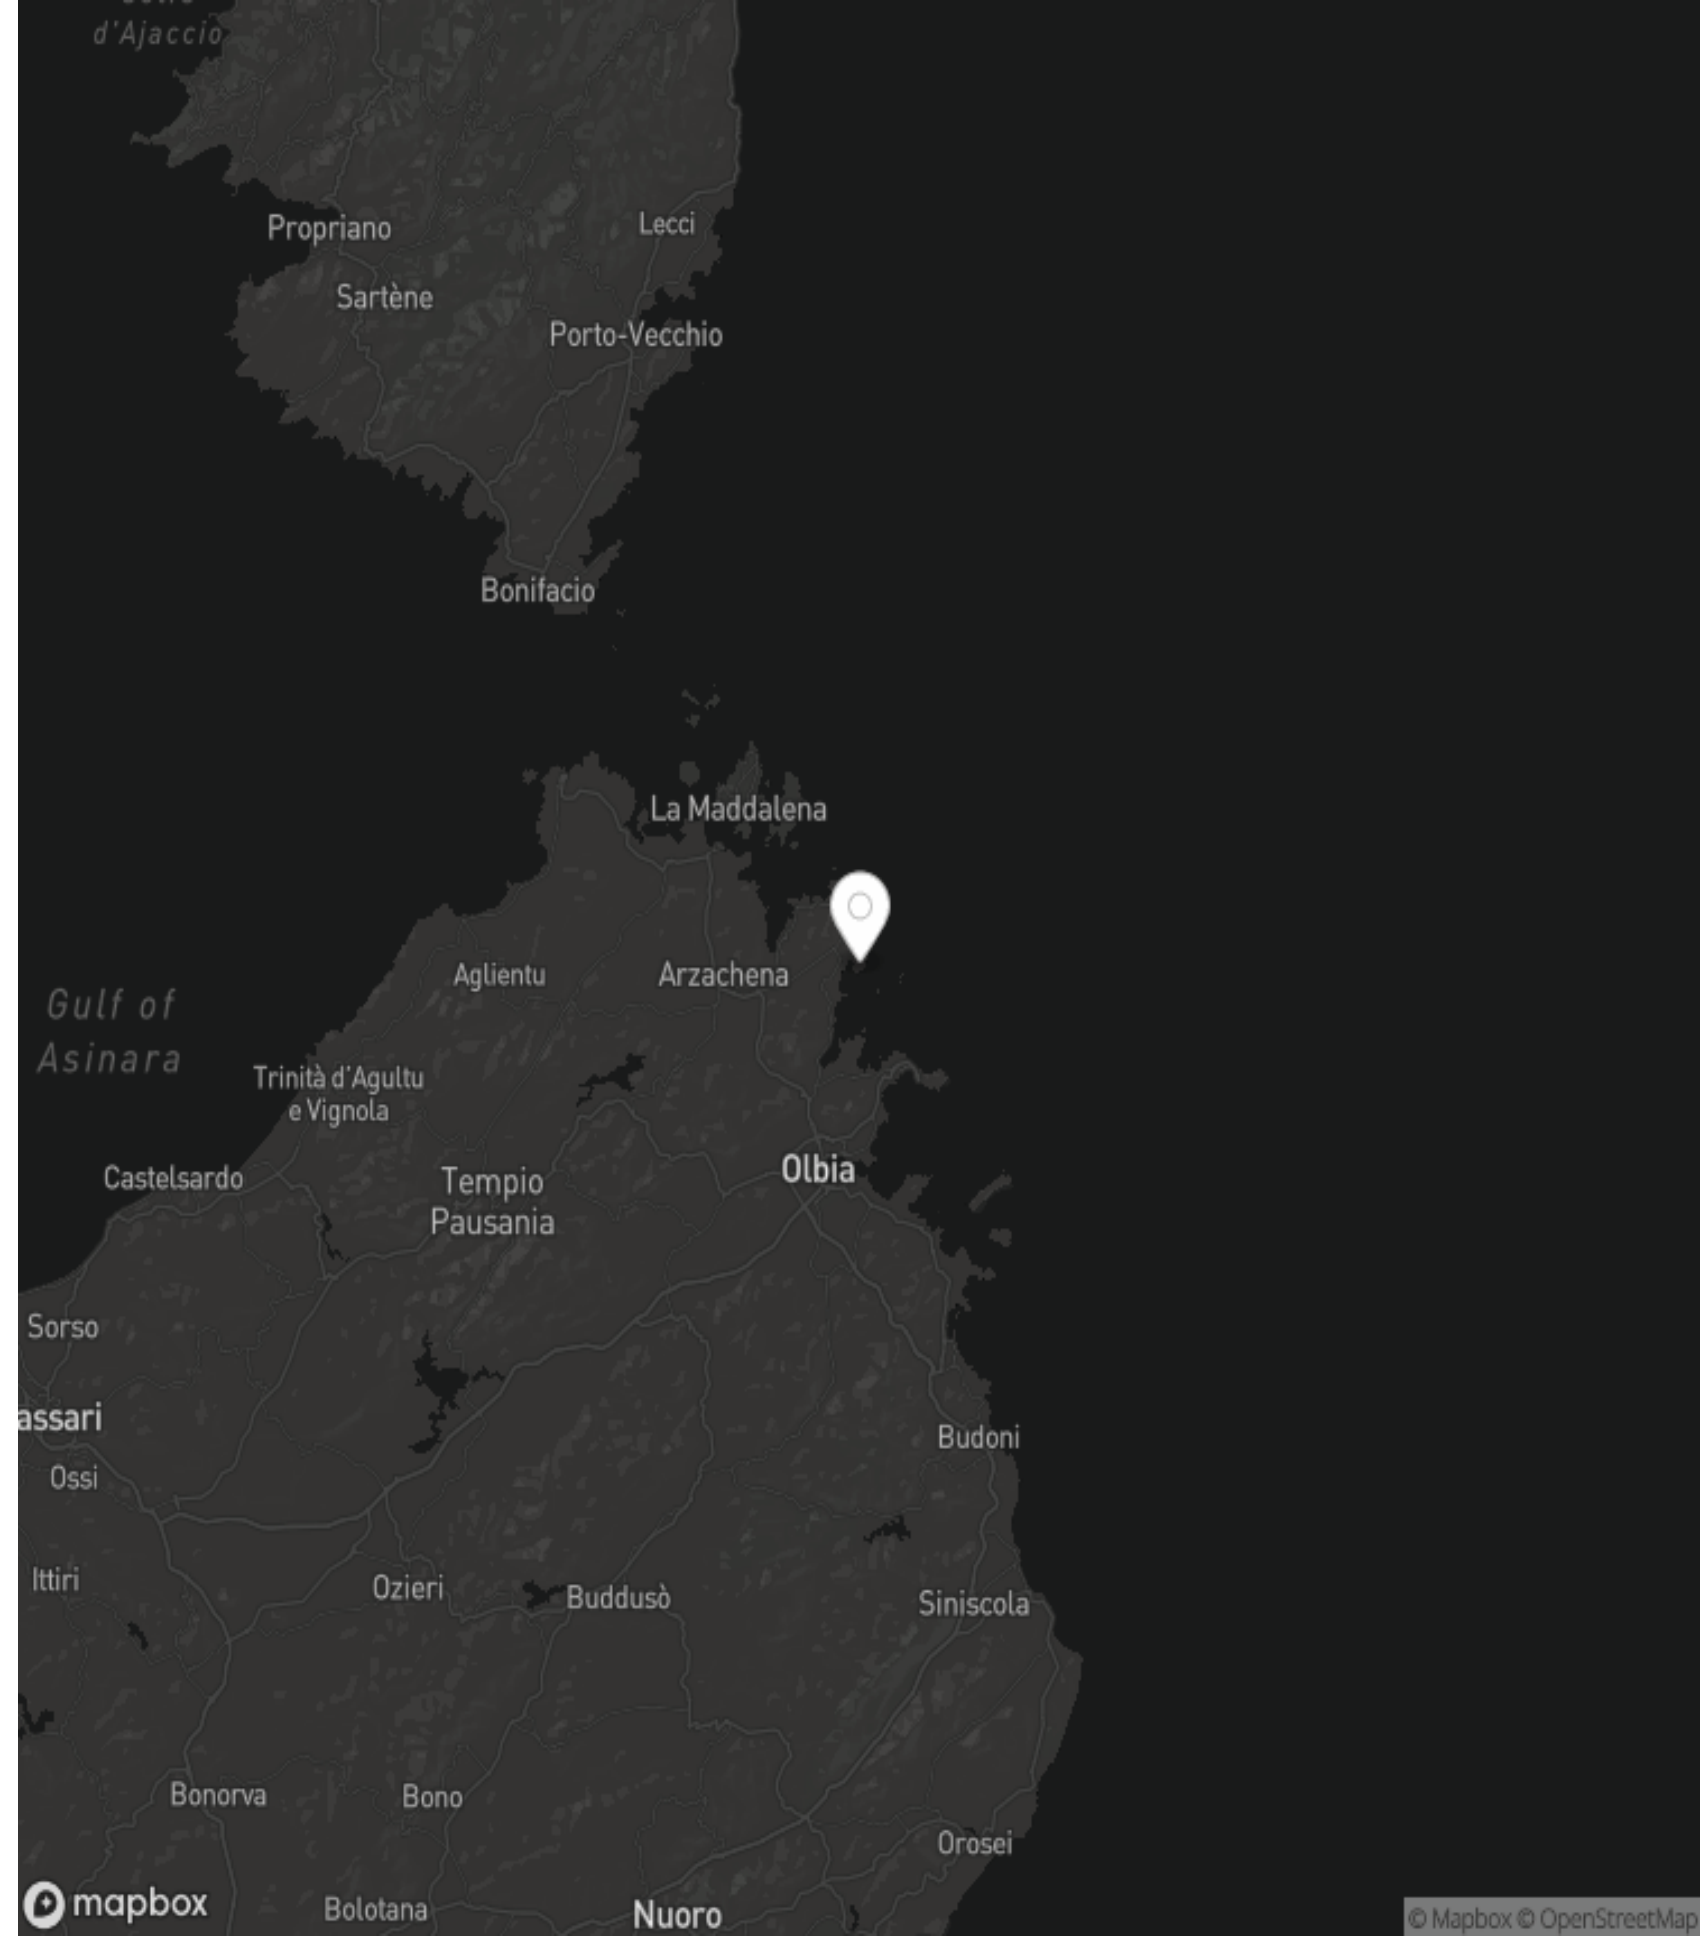 d'Ajaccio
Propriano
Lecci
Sartène
Porto-Vecchio
Bonifacio
La Maddalena
Aglientu
Arzachena
Gulf of
Asinara
Trinità d'Agultu
e Vignola
Castelsardo
Tempio
Pausania
Olbia
Sorso
assari
Budoni
Ossi
Ittiri
Ozieri
Buddusò
Siniscola
Bonorva
Bono
Orosei
mapbox
Bolotana
Nuoro
© Mapbox © OpenStreetMap